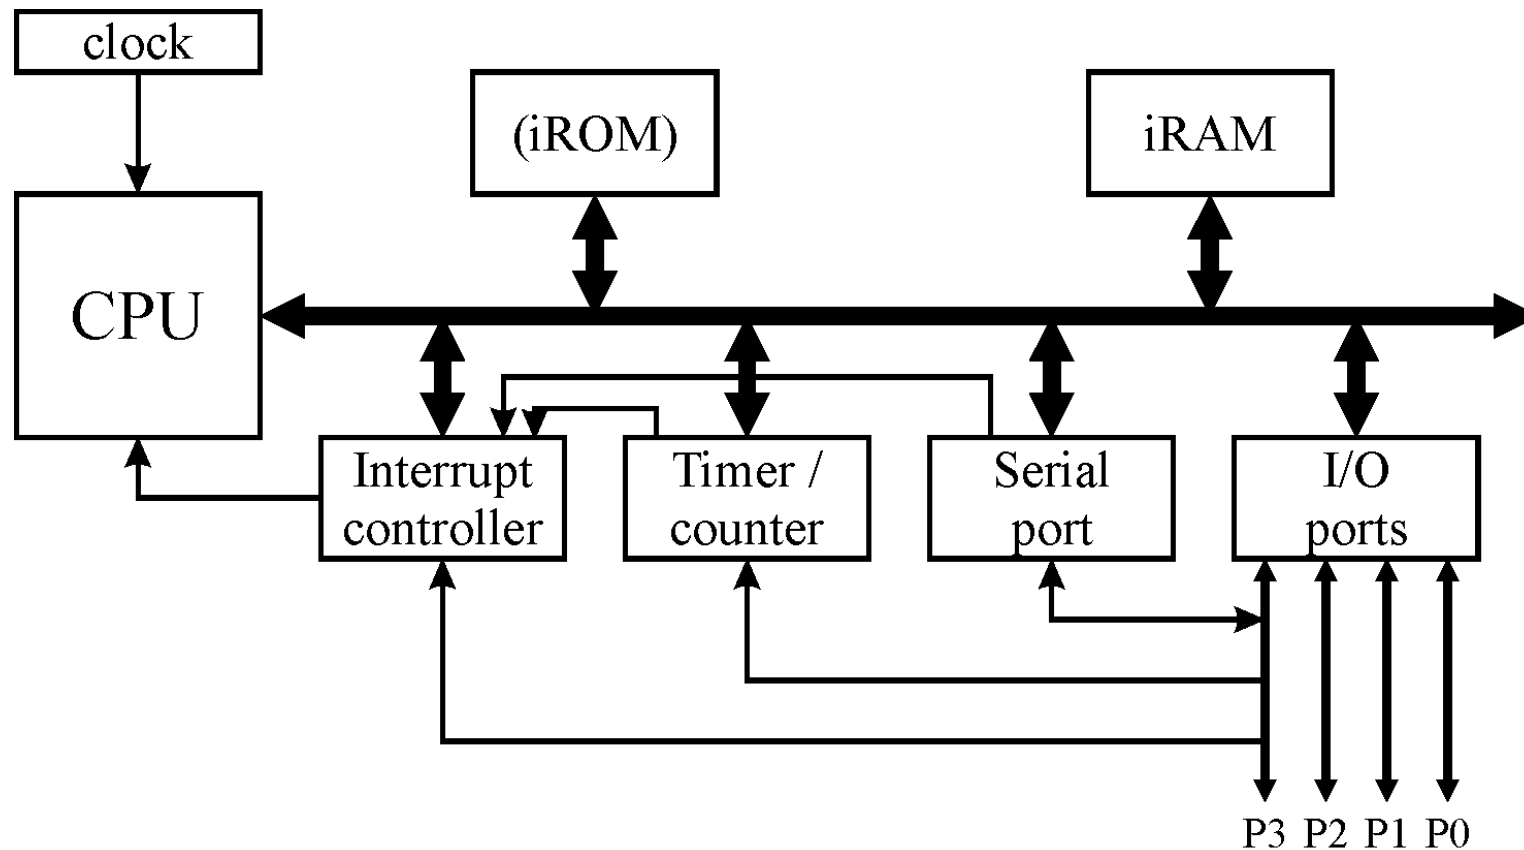 clock
(iROM)
iRAM
CPU
Interrupt
controller
Timer /
counter
Serial
port
I/O
ports
P3 P2 P1 P0